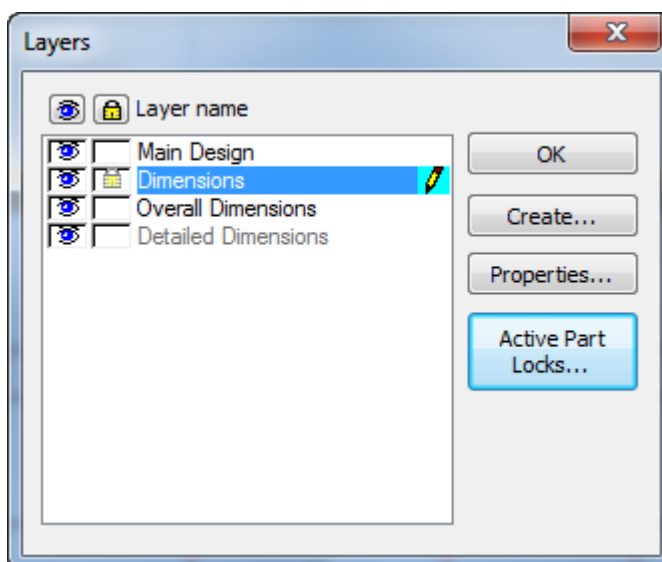 Layers
Layer name
Main Design
Dimensions
Overall Dimensions
Detailed Dimensions
OK
Create...
Properties...
Active Part
Locks...